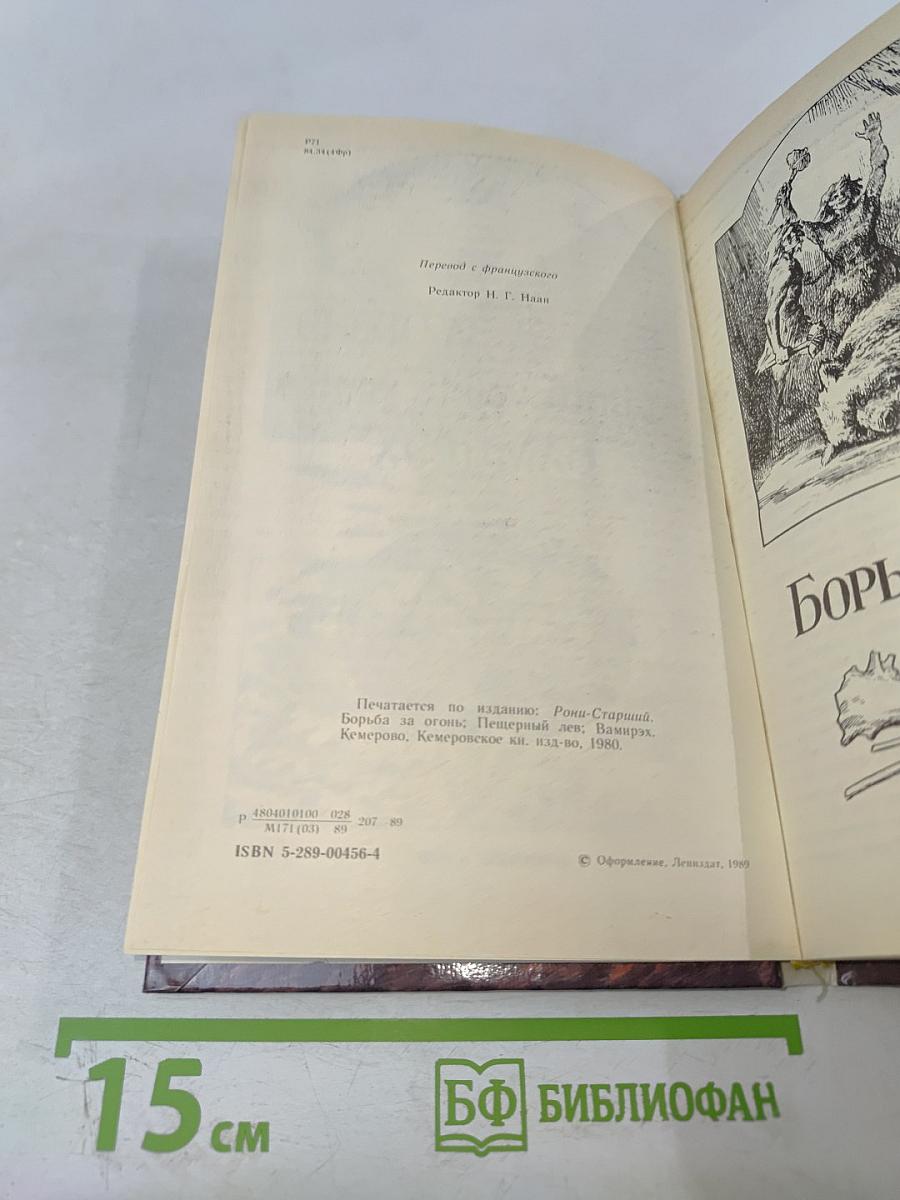 Р71
84.34(4Фр)
Перевод с французского
Редактор Н. Г. Наан
Печатается по изданию: Рони-Старший.
Борьба за огонь; Пещерный лев; Вамирэх.
Кемерово, Кемеровское кн. изд-во, 1980.
Р 4804010100 028 207 89
М171(03) 89
ISBN 5-289-00456-4
© Оформление, Лениздат, 1989
БОРЬ
15 см
БФ БИБЛИОФАН